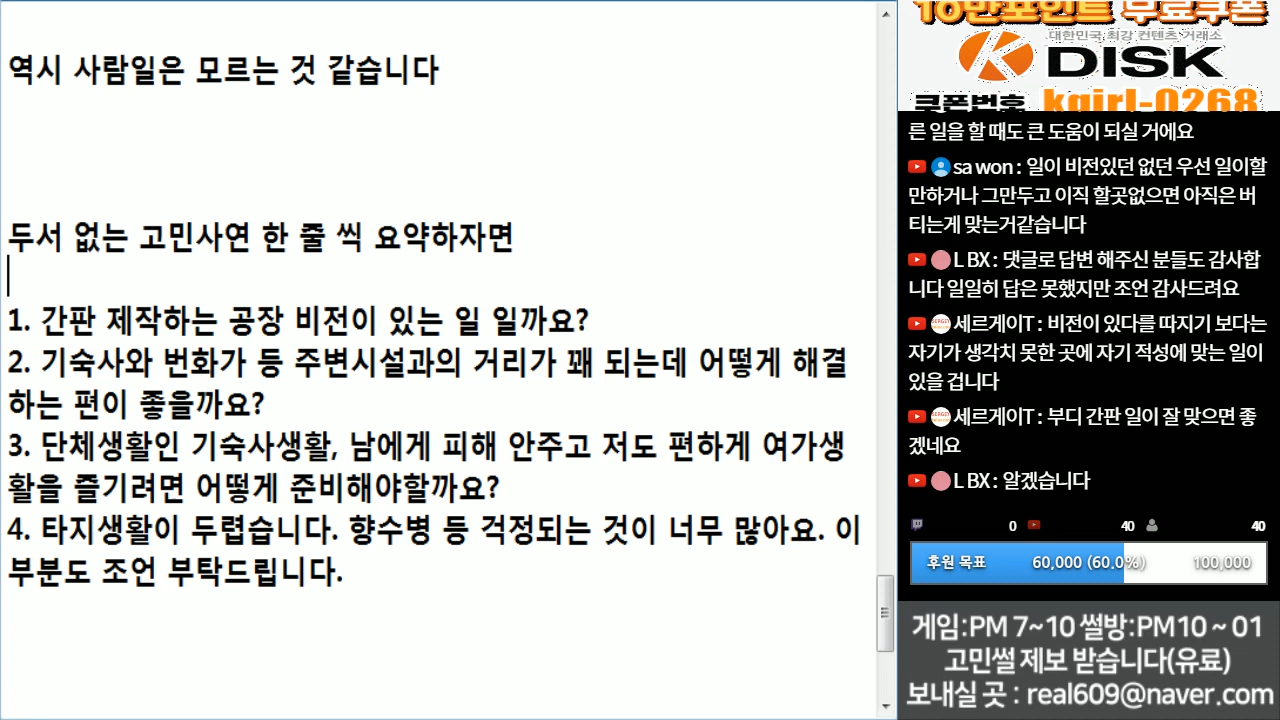 역시 사람일은 모르는 것 같습니다
두서 없는 고민사연 한 줄 씩 요약하자면
1. 간판 제작하는 공장 비전이 있는 일 일까요?
2. 기숙사와 번화가 등 주변시설과의 거리가 꽤 되는데 어떻게 해결
하는 편이 좋을까요?
3. 단체생활인 기숙사생활, 남에게 피해 안주고 저도 편하게 여가생
활을 즐기려면 어떻게 준비해야할까요?
4. 타지생활이 두렵습니다. 향수병 등 걱정되는 것이 너무 많아요. 이
부분도 조언 부탁드립니다.
10만포인트 무료쿠폰
대한민국 최강 컨텐츠 거래소
K DISK
쿠폰번호 kgirl-0268
른 일을 할 때도 큰 도움이 되실 거에요
sa won : 일이 비전있던 없던 우선 일이할
만하거나 그만두고 이직 할곳없으면 아직은 버
티는게 맞는거같습니다
L BX : 댓글로 답변 해주신 분들도 감사합
니다 일일히 답은 못했지만 조언 감사드려요
세르게이T : 비전이 있다를 따지기 보다는
자기가 생각치 못한 곳에 자기 적성에 맞는 일이
있을 겁니다
세르게이T : 부디 간판 일이 잘 맞으면 좋
겠네요
L BX : 알겠습니다
0 40 40
후원 목표 60,000 (60.0%) 100,000
게임:PM 7~10 썰방:PM10 ~ 01
고민썰 제보 받습니다(유료)
보내실 곳 : real609@naver.com